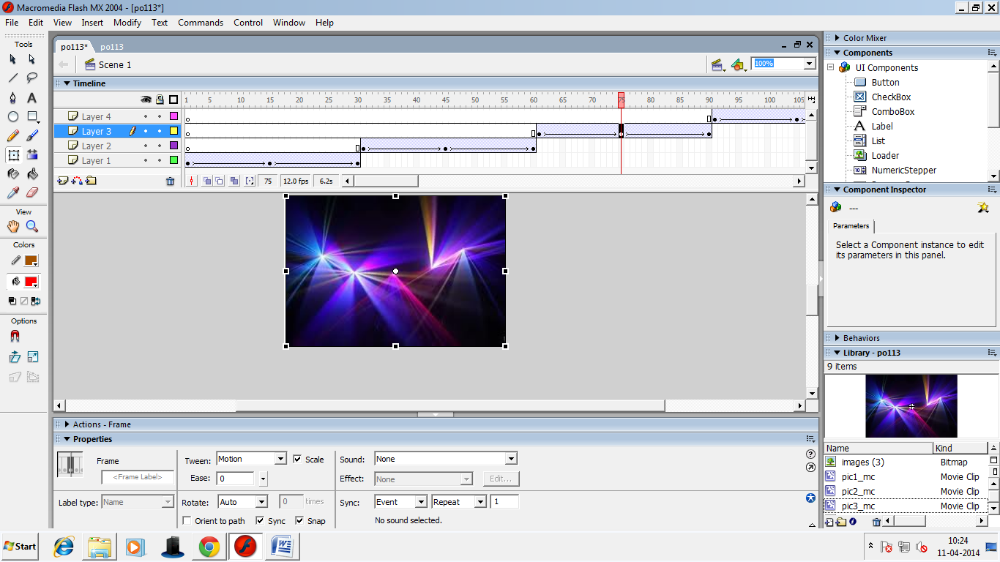 Macromedia Flash MX 2004 - [po113*]
File Edit View Insert Modify Text Commands Control Window Help
Tools
View
Colors
Options
po113* po113
Scene 1
100%
Timeline
1 5 10 15 20 25 30 35 40 45 50 55 60 65 70 75 80 85 90 95 100 105
Layer 4
Layer 3
Layer 2
Layer 1
75 12.0 fps 6.2s
Actions - Frame
Properties
Frame
<Frame Label>
Label type: Name
Tween: Motion Scale
Ease: 0
Rotate: Auto 0 times
Orient to path Sync Snap
Sound: None
Effect: None Edit...
Sync: Event Repeat 1
No sound selected.
Color Mixer
Components
UI Components
Button
CheckBox
ComboBox
Label
List
Loader
NumericStepper
Component Inspector
---
Parameters
Select a Component instance to edit
its parameters in this panel.
Behaviors
Library - po113
9 items
Name Kind
images (3) Bitmap
pic1_mc Movie Clip
pic2_mc Movie Clip
pic3_mc Movie Clip
Start
10:24
11-04-2014